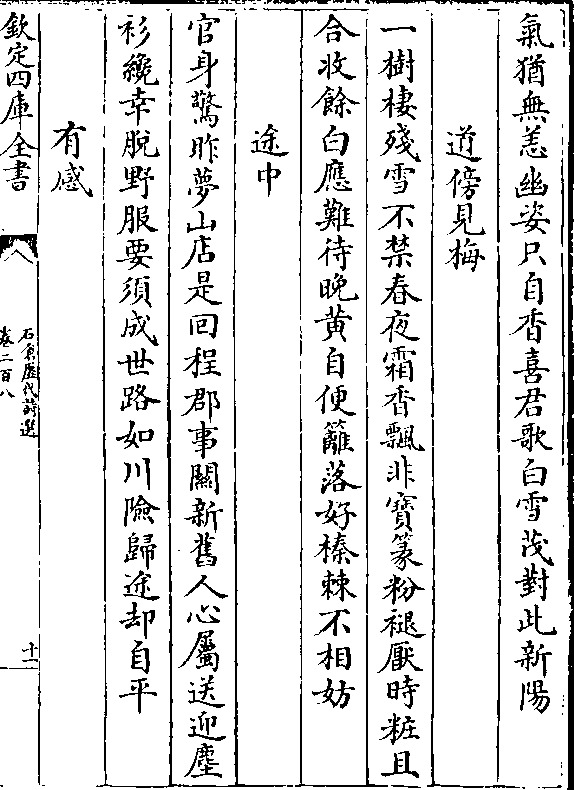 氣猶無恙幽姿只自香喜君歌白雪茂對此新陽
道傍見梅
一樹棲殘雪不禁春夜霜香飄非寶篆粉褪厭時粧且
合收餘白應難待晚黄自便籬落好榛棘不相妨
途中
官身驚昨夢山店是回程郡事闗新舊人心屬送迎塵
衫纔幸脫野服要須成世路如川險歸途却自平
有感
欽定四庫全書
石倉歷代詩選
卷二百八
十一